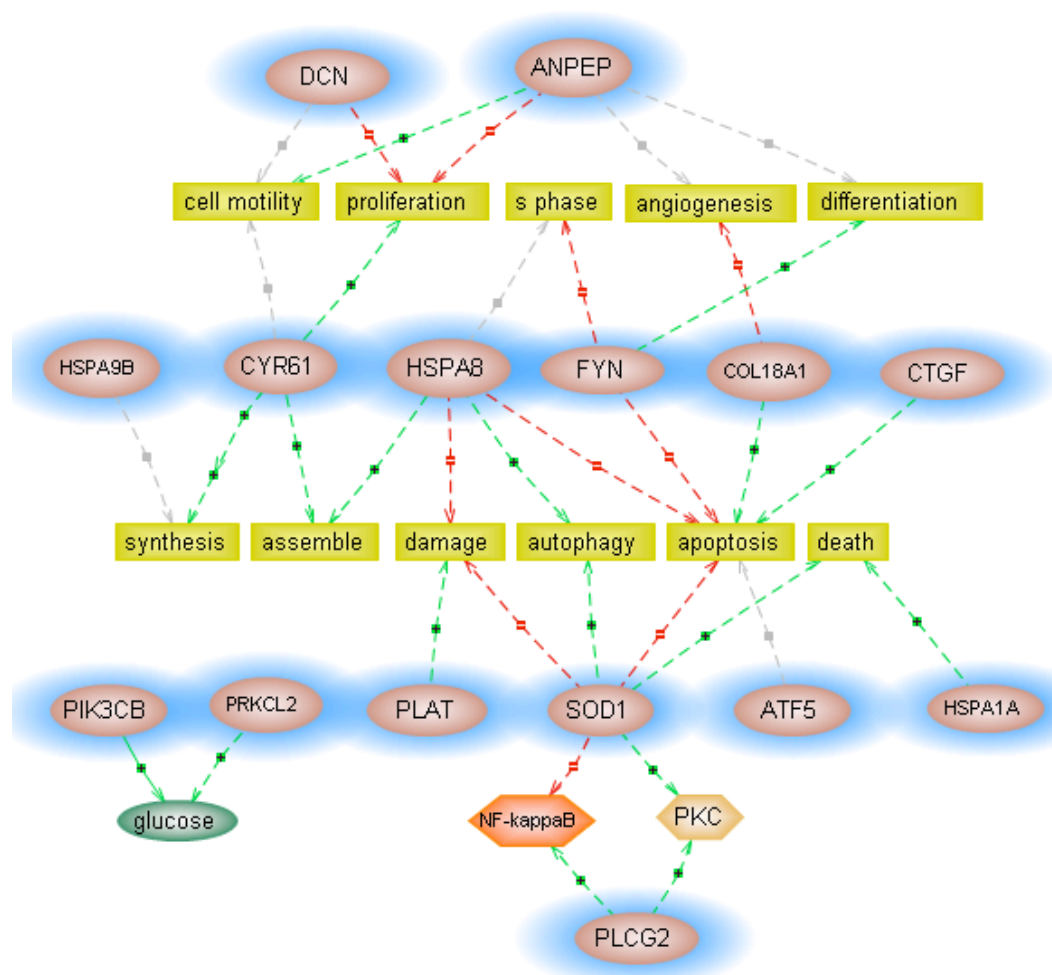 DCN
ANPEP
cell motility
proliferation
s phase
angiogenesis
differentiation
HSPA9B
CYR61
HSPA8
FYN
COL18A1
CTGF
synthesis
assemble
damage
autophagy
apoptosis
death
PIK3CB
PRKCL2
PLAT
SOD1
ATF5
HSPA1A
glucose
NF-kappaB
PKC
PLCG2